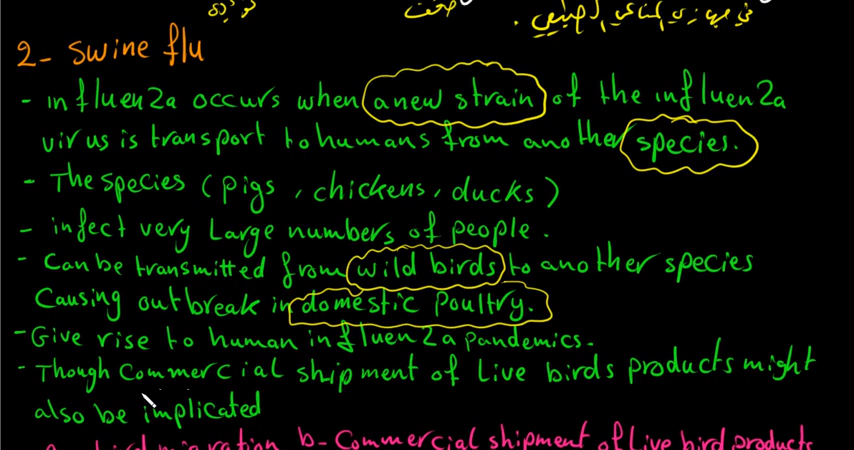 في
2- Swine flu
- influenza occurs when a new strain of the influenza
virus is transport to humans from another species.
- The species (pigs, chickens, ducks)
- infect very Large numbers of people.
- Can be transmitted from wild birds to another species
Causing outbreak in domestic Poultry.
- Give rise to human influenza pandemics.
- Though Commercial shipment of Live birds products might
also be implicated
bird migration b- Commercial shipment of Live bird products